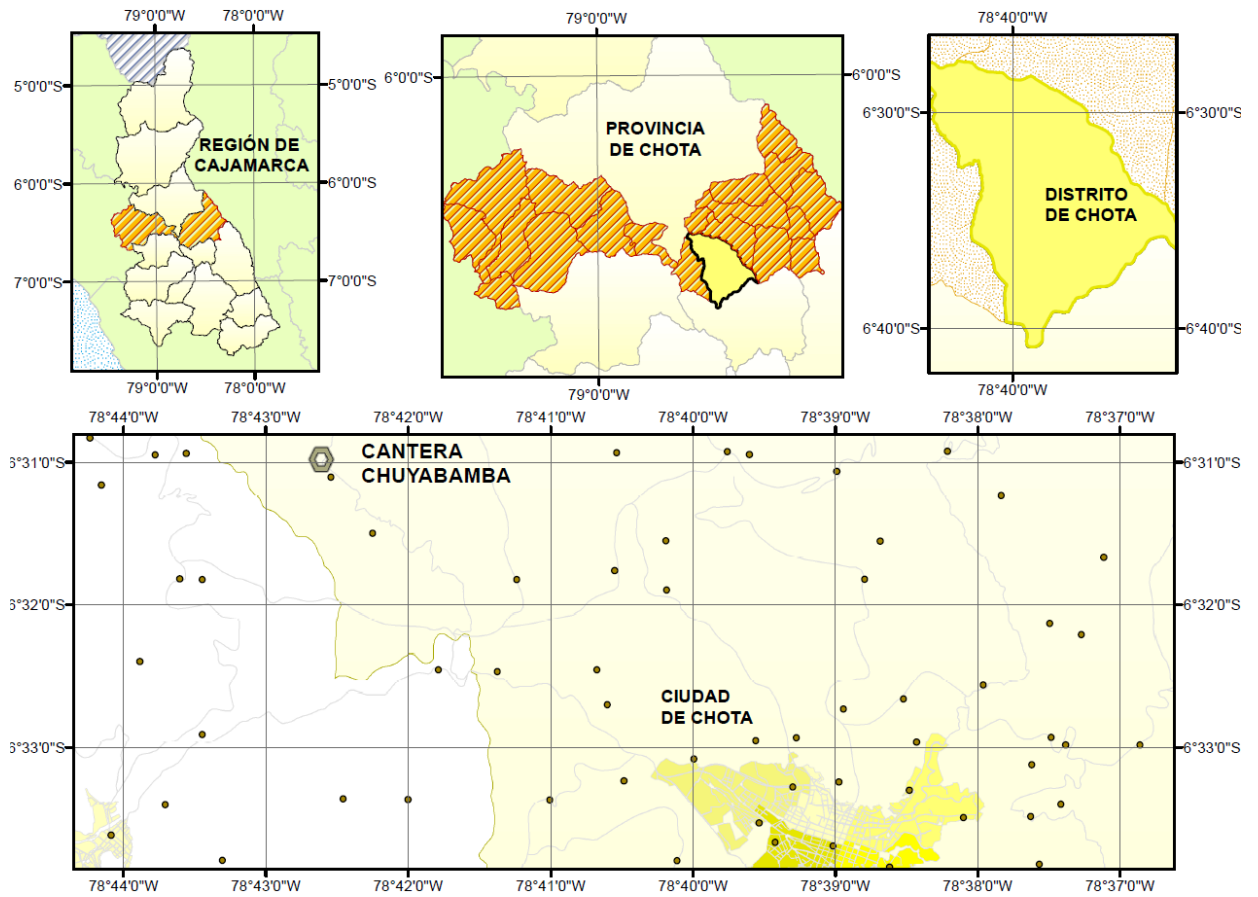 79°0'0"W 78°0'0"W
5°0'0"S 5°0'0"S
REGIÓN DE
CAJAMARCA
6°0'0"S 6°0'0"S
7°0'0"S 7°0'0"S
79°0'0"W 78°0'0"W
79°0'0"W
6°0'0"S 6°0'0"S
PROVINCIA
DE CHOTA
79°0'0"W
78°40'0"W
6°30'0"S 6°30'0"S
DISTRITO
DE CHOTA
6°40'0"S 6°40'0"S
78°40'0"W
78°44'0"W 78°43'0"W 78°42'0"W 78°41'0"W 78°40'0"W 78°39'0"W 78°38'0"W 78°37'0"W
CANTERA
CHUYABAMBA
6°31'0"S 6°31'0"S
6°32'0"S 6°32'0"S
CIUDAD
DE CHOTA
6°33'0"S 6°33'0"S
78°44'0"W 78°43'0"W 78°42'0"W 78°41'0"W 78°40'0"W 78°39'0"W 78°38'0"W 78°37'0"W